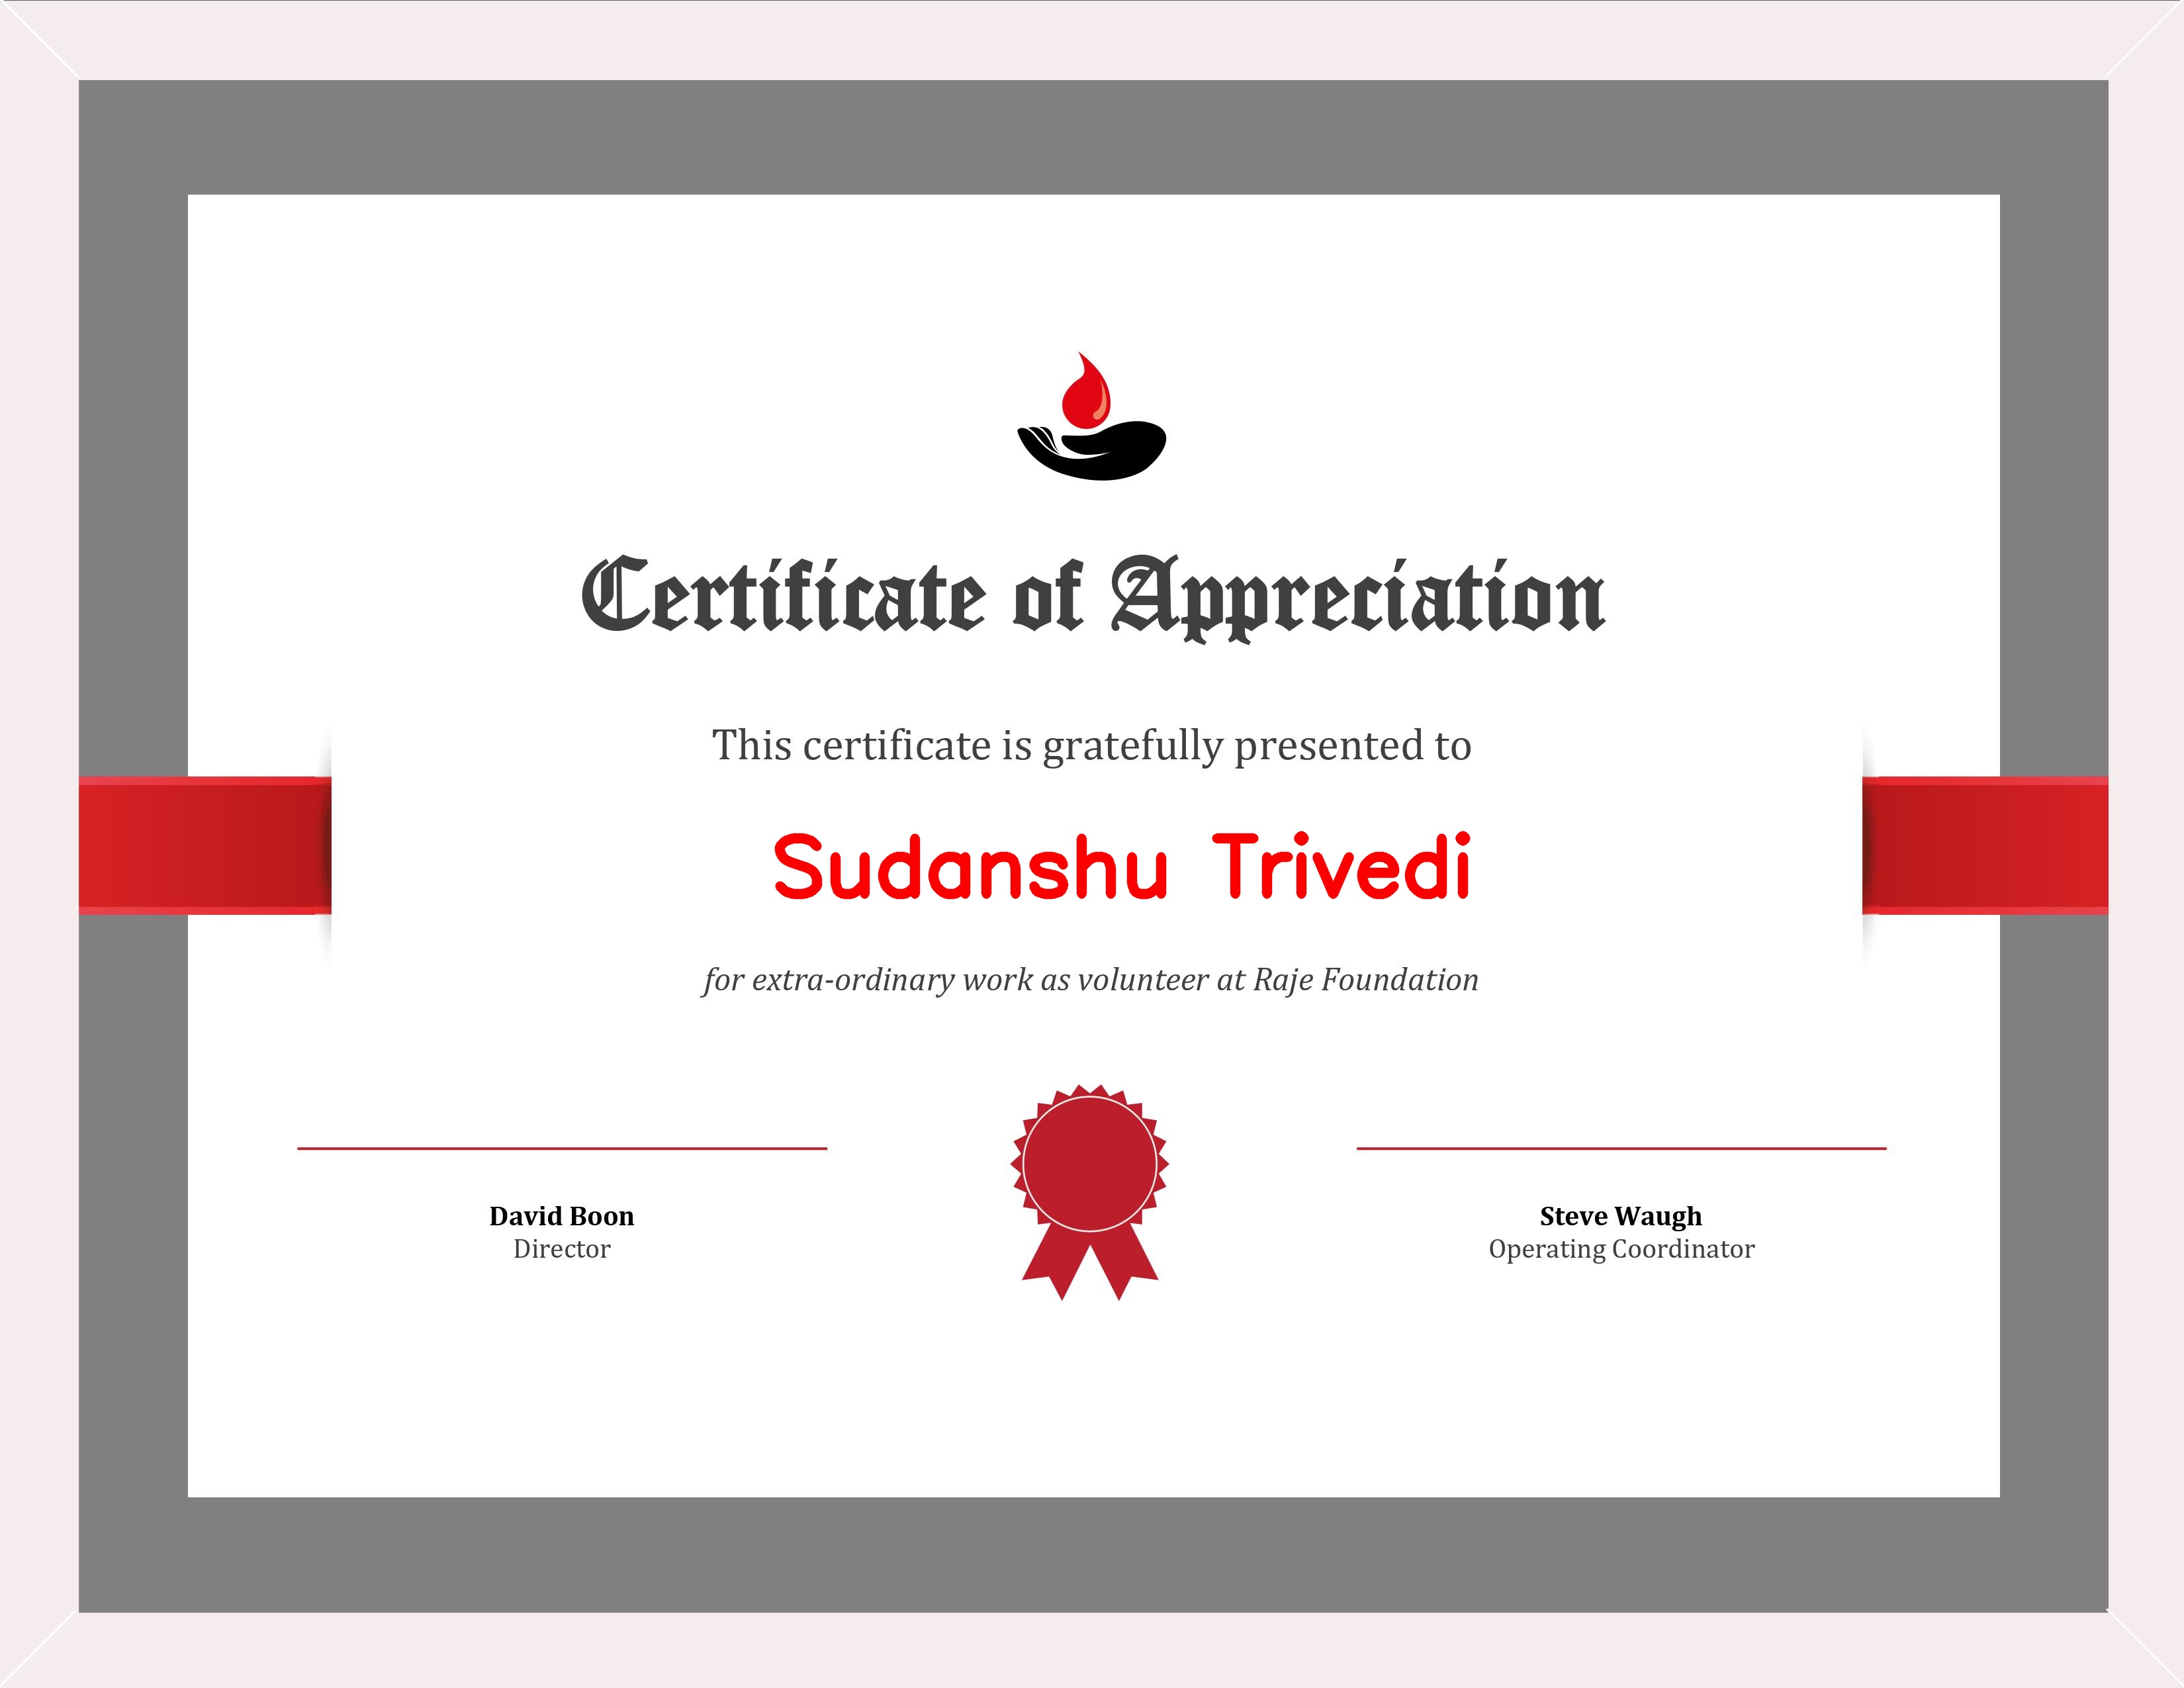 Certificate of Appreciation
This certificate is gratefully presented to
Sudanshu Trivedi
for extra-ordinary work as volunteer at Raje Foundation
David Boon
Director
Steve Waugh
Operating Coordinator